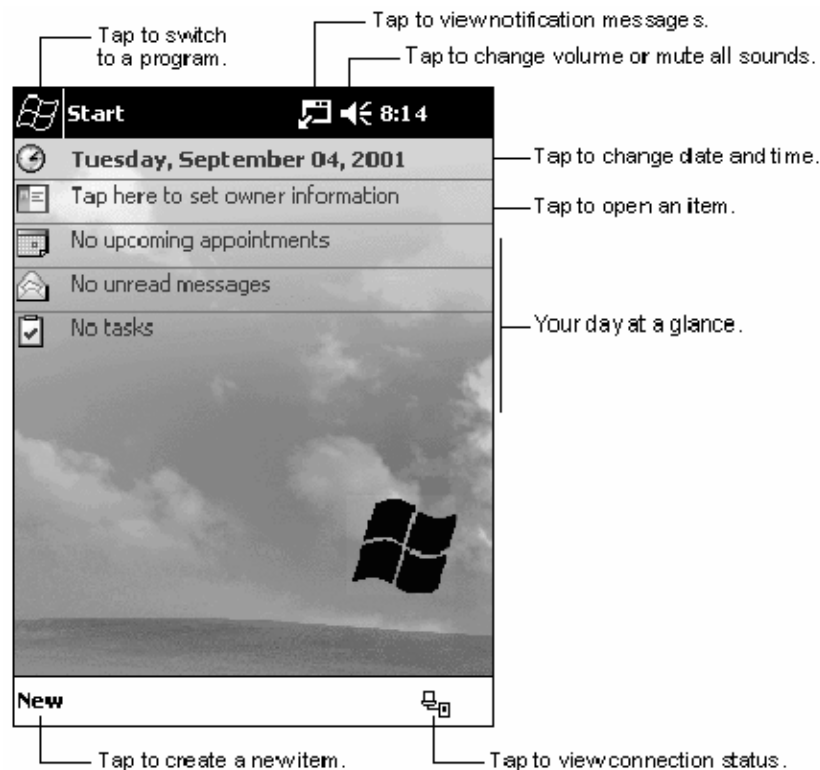 Tap to view notification messages.
Tap to switch
to a program.
Tap to change volume or mute all sounds.
Start 8:14
Tuesday, September 04, 2001
Tap to change date and time.
Tap here to set owner information
Tap to open an item.
No upcoming appointments
No unread messages
No tasks
Your day at a glance.
New
Tap to create a new item.
Tap to view connection status.